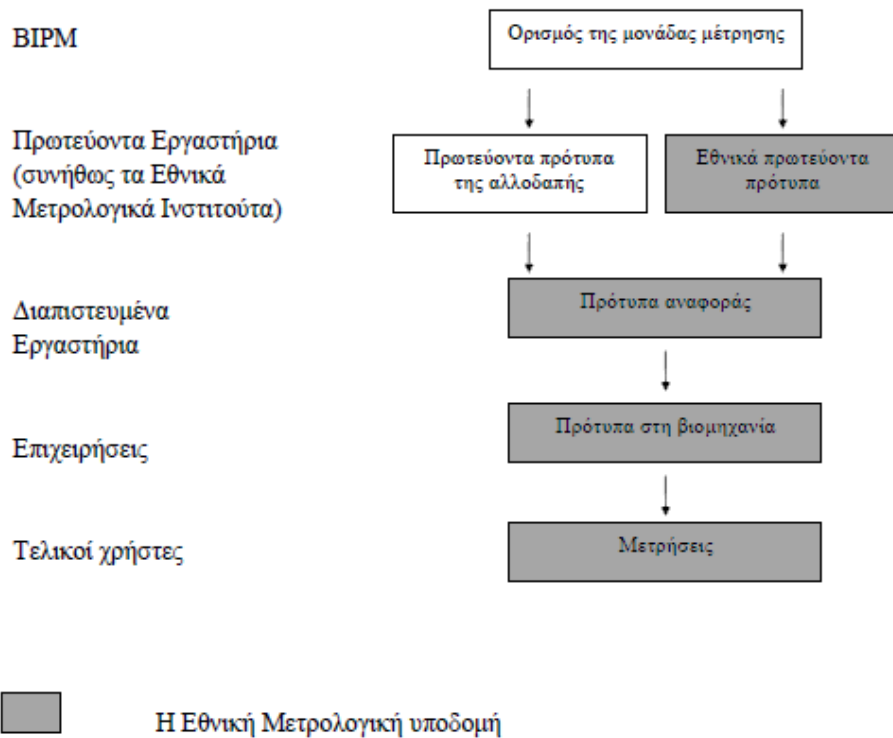 BIPM
Ορισμός της μονάδας μέτρησης
Πρωτεύοντα Εργαστήρια
(συνήθως τα Εθνικά
Μετρολογικά Ινστιτούτα)
Πρωτεύοντα πρότυπα
της αλλοδαπής
Εθνικά πρωτεύοντα
πρότυπα
Διαπιστευμένα
Εργαστήρια
Πρότυπα αναφοράς
Επιχειρήσεις
Πρότυπα στη βιομηχανία
Τελικοί χρήστες
Μετρήσεις
Η Εθνική Μετρολογική υποδομή